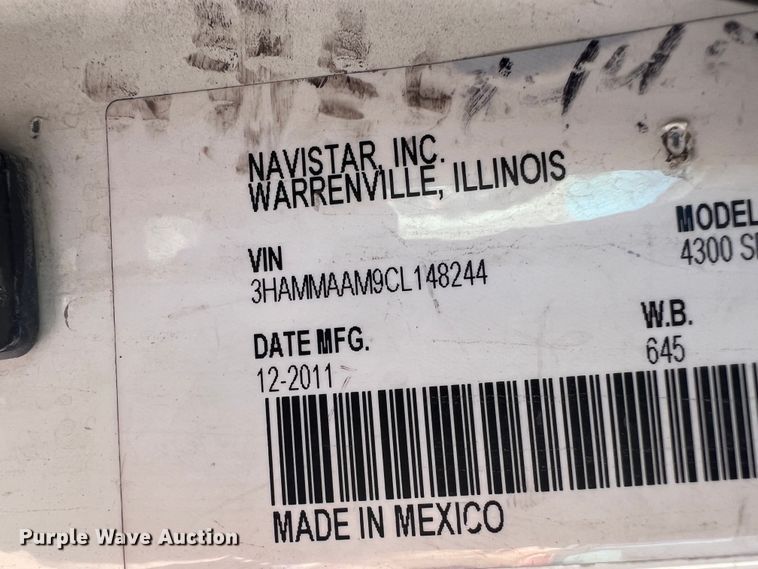 NAVISTAR, INC.
WARRENVILLE, ILLINOIS
MODEL
VIN
4300
3HAMMAAM9CL148244
W.B.
DATE MFG.
645
12-2011
MADE IN MEXICO
Purple Wave Auction